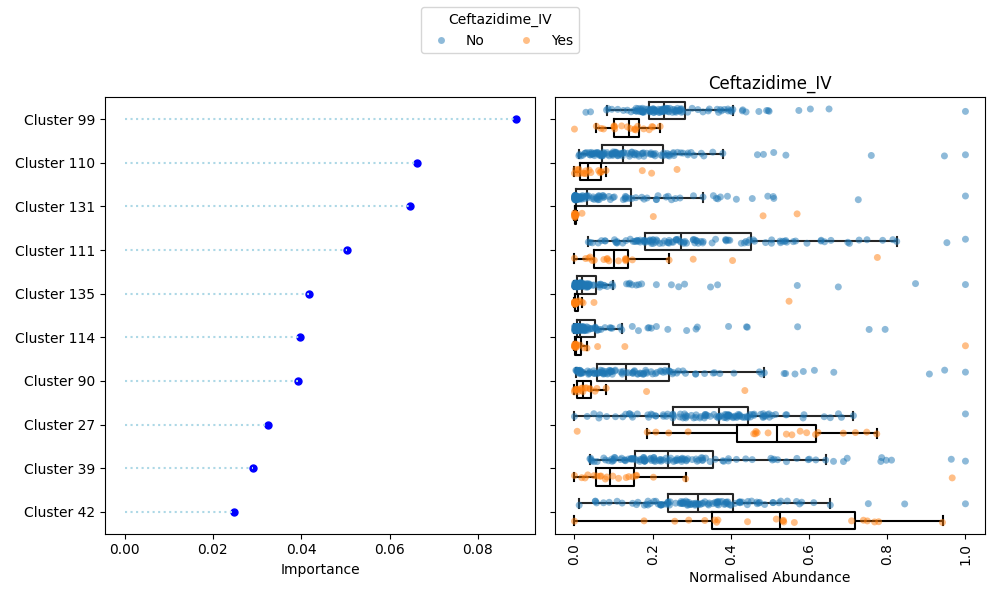 Ceftazidime_IV
No Yes
Ceftazidime_IV
Cluster 99
Cluster 110
Cluster 131
Cluster 111
Cluster 135
Cluster 114
Cluster 90
Cluster 27
Cluster 39
Cluster 42
0.00 0.02 0.04 0.06 0.08
Importance
0.0 0.2 0.4 0.6 0.8 1.0
Normalised Abundance